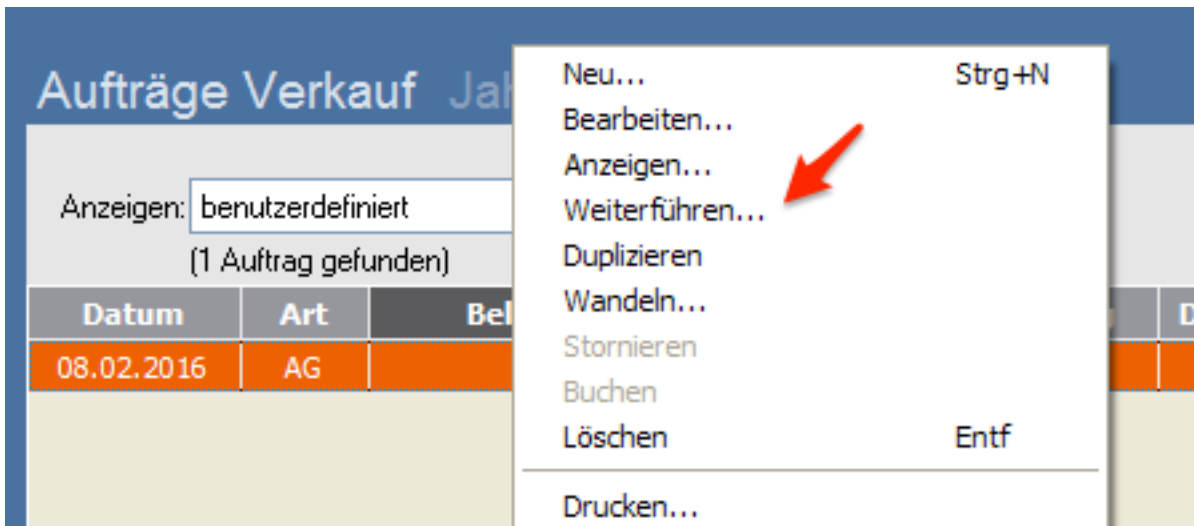 Aufträge Verkauf
Anzeigen: benutzerdefiniert
(1 Auftrag gefunden)
Datum Art
08.02.2016 AG
Neu... Strg+N
Bearbeiten...
Anzeigen...
Weiterführen...
Duplizieren
Wandeln...
Stornieren
Buchen
Löschen Entf
Drucken...